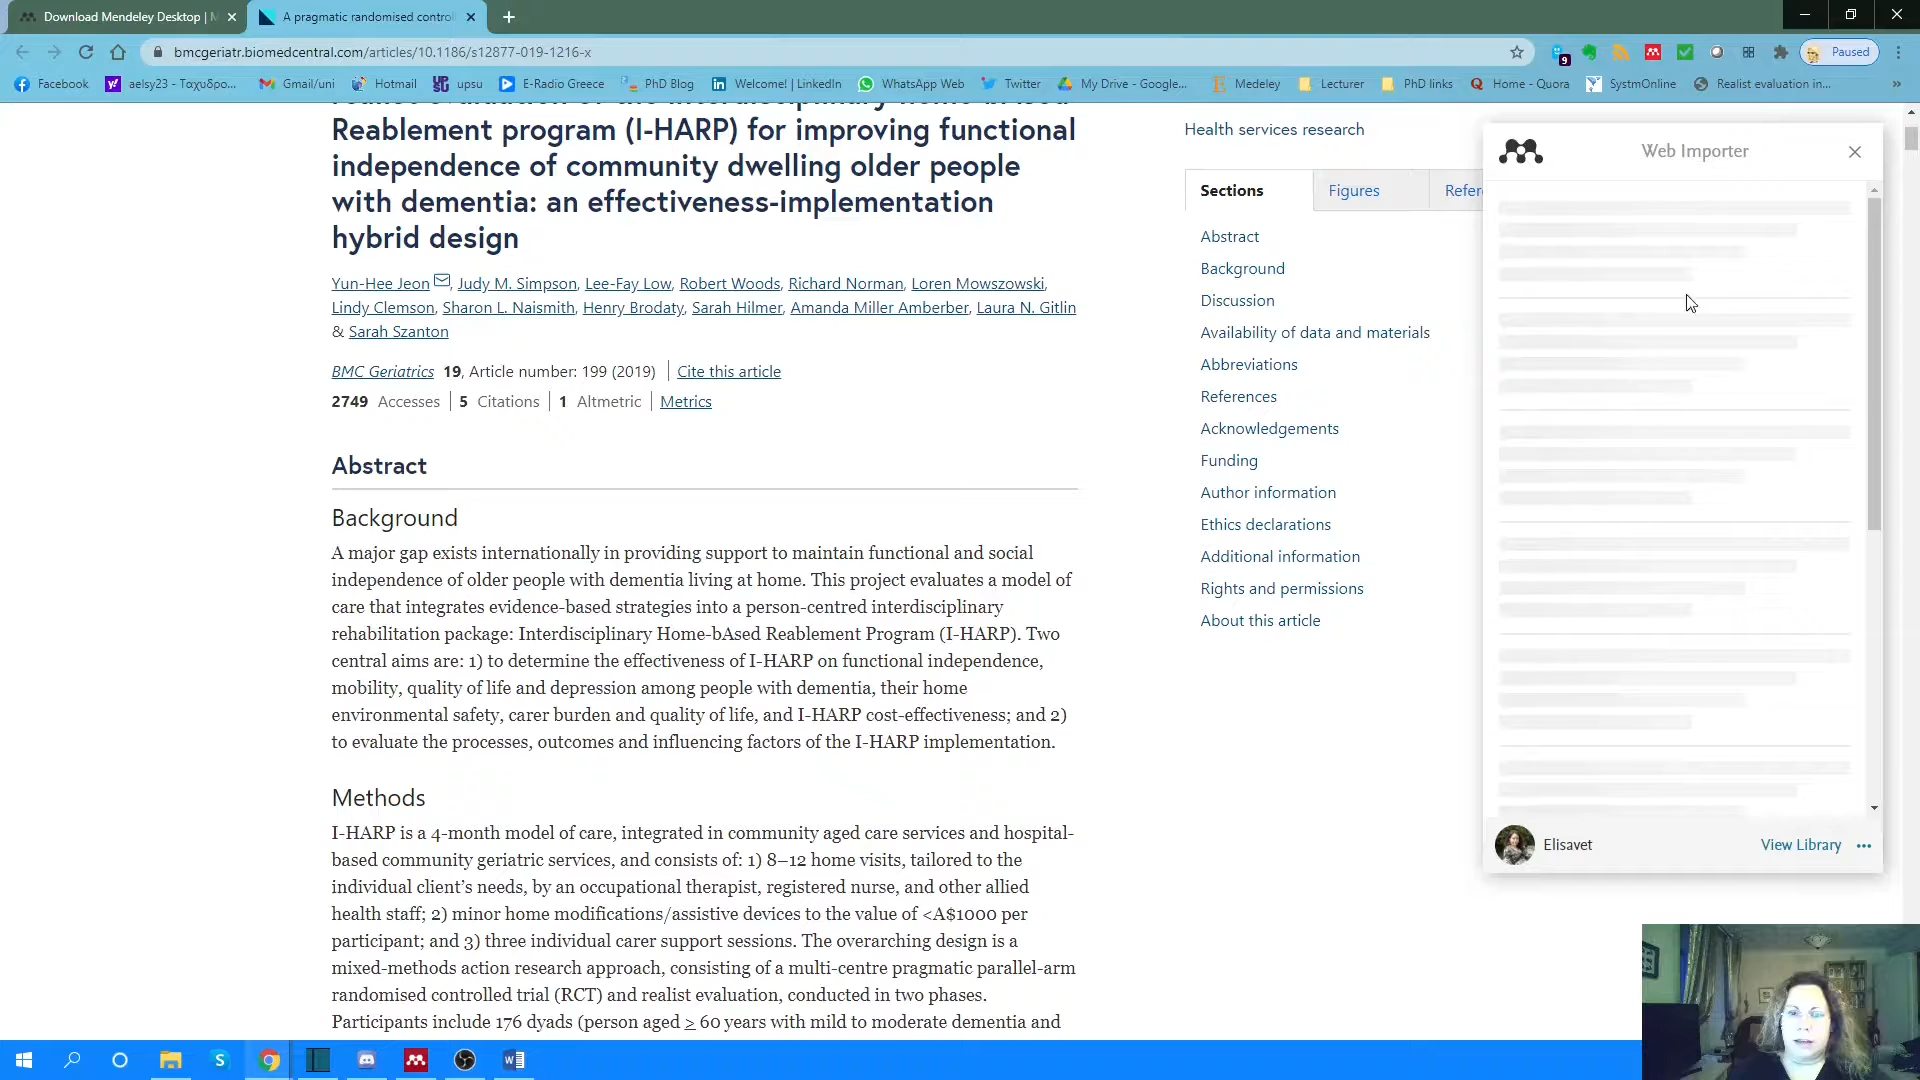 Download Mendeley Desktop | M
A pragmatic randomised control
bmcgeriatr.biomedcentral.com/articles/10.1186/s12877-019-1216-x
9
Paused
Facebook
aelsy23 - Ταχυδρο...
Gmail/uni
Hotmail
upsu
E-Radio Greece
PhD Blog
Welcome! | LinkedIn
WhatsApp Web
Twitter
My Drive - Google...
Medeley
Lecturer
PhD links
Home - Quora
SystmOnline
Realist evaluation in...
Reablement program (I-HARP) for improving functional
independence of community dwelling older people
with dementia: an effectiveness-implementation
hybrid design
Yun-Hee Jeon, Judy M. Simpson, Lee-Fay Low, Robert Woods, Richard Norman, Loren Mowszowski,
Lindy Clemson, Sharon L. Naismith, Henry Brodaty, Sarah Hilmer, Amanda Miller Amberber, Laura N. Gitlin
& Sarah Szanton
BMC Geriatrics 19, Article number: 199 (2019) | Cite this article
2749 Accesses | 5 Citations | 1 Altmetric | Metrics
Abstract
Background
A major gap exists internationally in providing support to maintain functional and social
independence of older people with dementia living at home. This project evaluates a model of
care that integrates evidence-based strategies into a person-centred interdisciplinary
rehabilitation package: Interdisciplinary Home-bAsed Reablement Program (I-HARP). Two
central aims are: 1) to determine the effectiveness of I-HARP on functional independence,
mobility, quality of life and depression among people with dementia, their home
environmental safety, carer burden and quality of life, and I-HARP cost-effectiveness; and 2)
to evaluate the processes, outcomes and influencing factors of the I-HARP implementation.
Methods
I-HARP is a 4-month model of care, integrated in community aged care services and hospital-
based community geriatric services, and consists of: 1) 8–12 home visits, tailored to the
individual client's needs, by an occupational therapist, registered nurse, and other allied
health staff; 2) minor home modifications/assistive devices to the value of <A$1000 per
participant; and 3) three individual carer support sessions. The overarching design is a
mixed-methods action research approach, consisting of a multi-centre pragmatic parallel-arm
randomised controlled trial (RCT) and realist evaluation, conducted in two phases.
Participants include 176 dyads (person aged ≥ 60 years with mild to moderate dementia and
Health services research
Sections
Figures
Refer
Abstract
Background
Discussion
Availability of data and materials
Abbreviations
References
Acknowledgements
Funding
Author information
Ethics declarations
Additional information
Rights and permissions
About this article
Web Importer
Elisavet
View Library